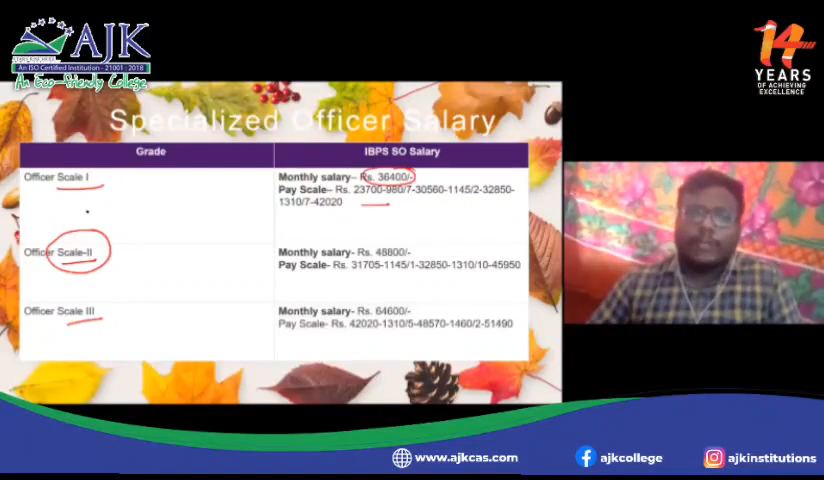 AJK
An ISO Certified Institution - 21001 : 2018
An Eco-friendly College
14
YEARS
OF ACHIEVING
EXCELLENCE
Specialized Officer Salary
Grade
IBPS SO Salary
Officer Scale I
Monthly salary– Rs. 36400/-
Pay Scale– Rs. 23700-980/7-30560-1145/2-32850-
1310/7-42020
Officer Scale-II
Monthly salary- Rs. 48800/-
Pay Scale- Rs. 31705-1145/1-32850-1310/10-45950
Officer Scale III
Monthly salary- Rs. 64600/-
Pay Scale- Rs. 42020-1310/5-48570-1460/2-51490
www.ajkcas.com
ajkcollege
ajkinstitutions